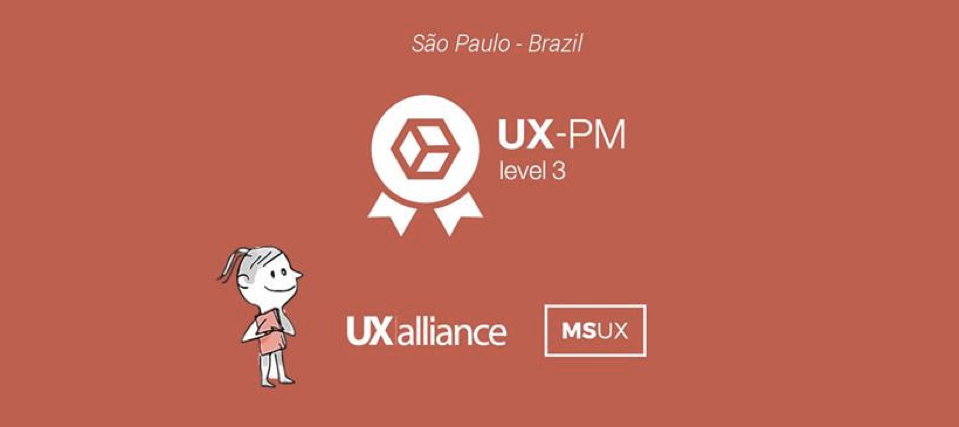 São Paulo - Brazil
UX-PM
level 3
UX|alliance
MSUX